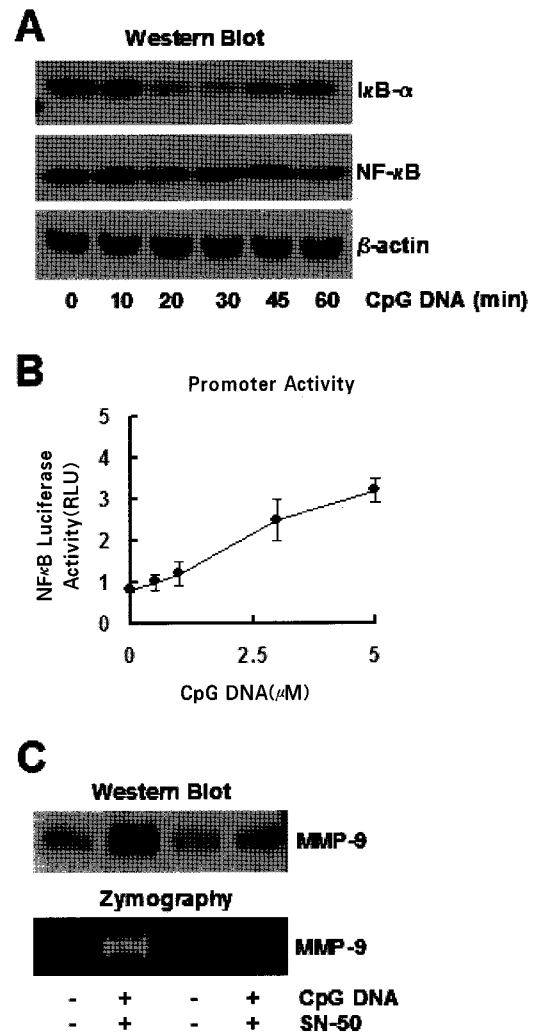 A
Western Blot
IκB-α
NF-κB
β-actin
0 10 20 30 45 60 CpG DNA (min)
B
Promoter Activity
NFκB Luciferase
Activity(RLU)
5
4
3
2
1
0
0 2.5 5
CpG DNA(μM)
C
Western Blot
MMP-9
Zymography
MMP-9
- + - + CpG DNA
- + - + SN-50